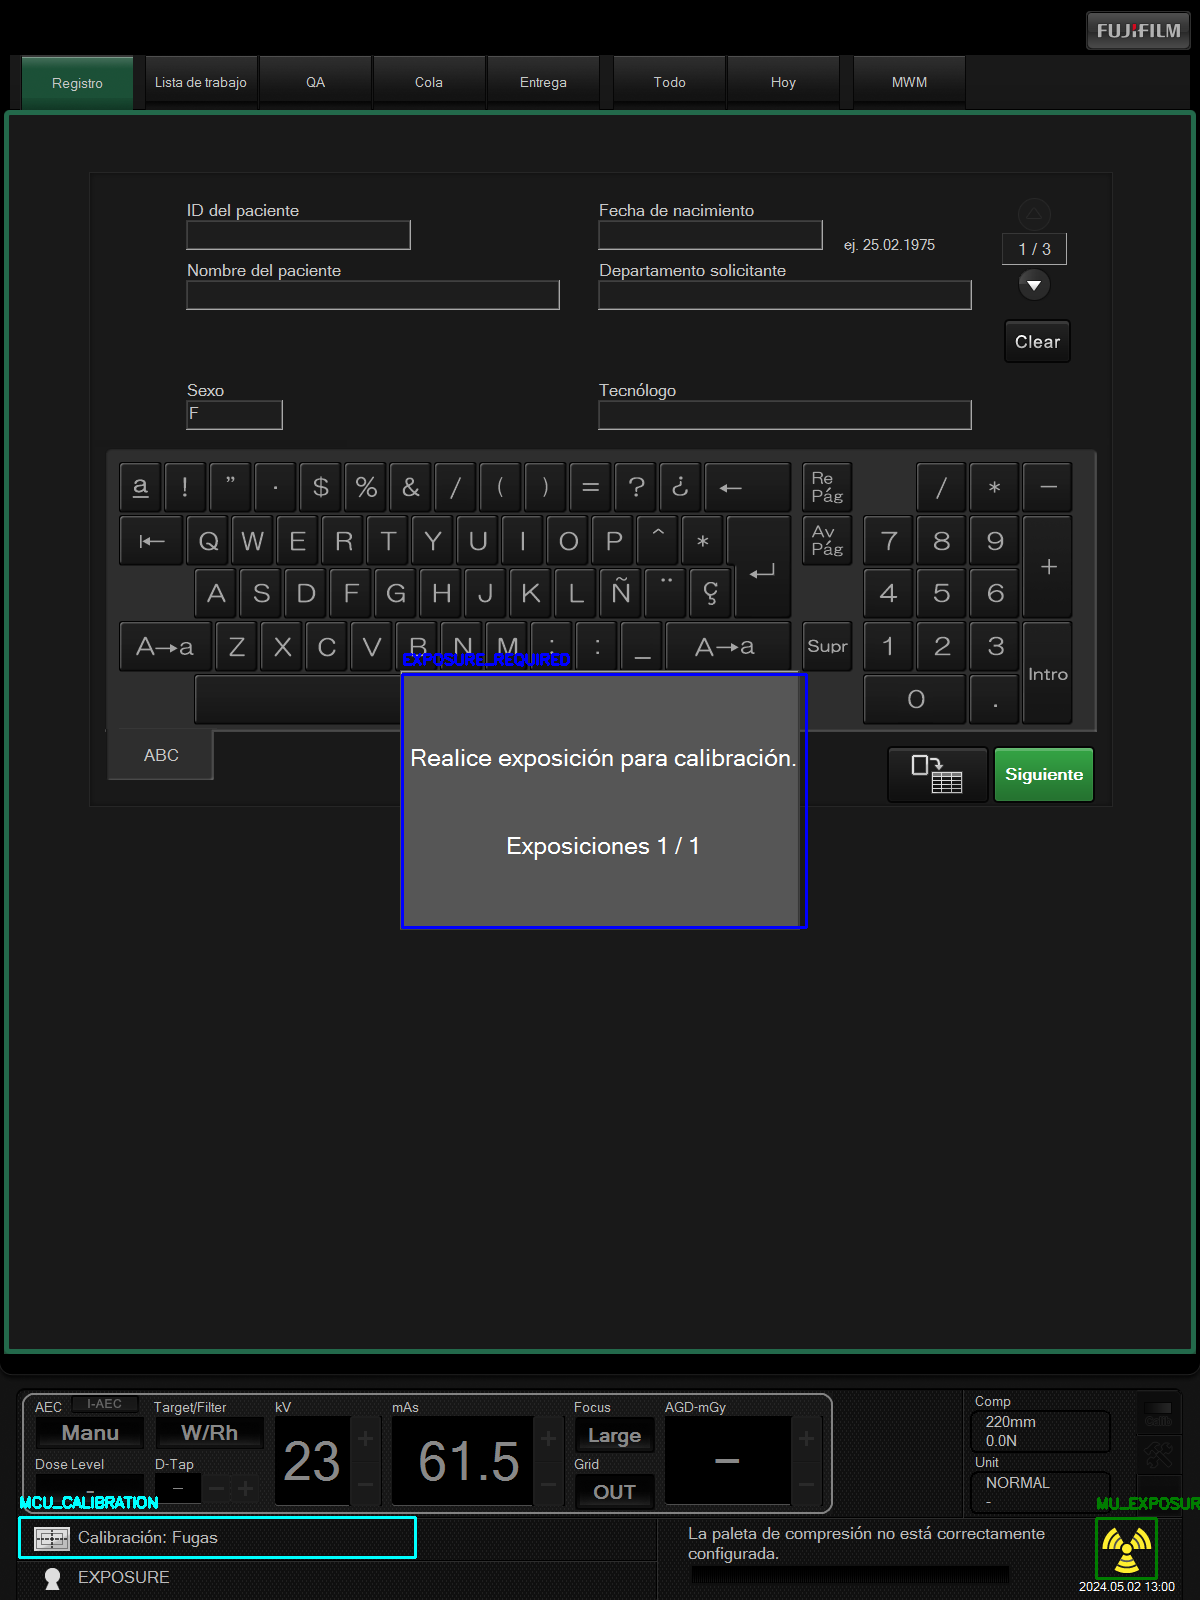 FUJIFILM
Registro
Lista de trabajo
QA
Cola
Entrega
Todo
Hoy
MWM
ID del paciente
Fecha de nacimiento
ej. 25.02.1975
1 / 3
Nombre del paciente
Departamento solicitante
Clear
Sexo
F
Tecnólogo
a ! " · $ % & / ( ) = ? ¿ ← Re Pág / * −
Q W E R T Y U I O P ^ * Av Pág 7 8 9 +
A S D F G H J K L Ñ ¨ Ç 4 5 6
A→a Z X C V B N M ; : _ A→a Supr 1 2 3 Intro
0 .
EXPOSURE_REQUIRED
ABC
Realice exposición para calibración.
Exposiciones 1 / 1
Siguiente
AEC I-AEC
Manu
Dose Level
-
Target/Filter
W/Rh
D-Tap
– − +
kV
23
mAs
61.5
Focus
Large
Grid
OUT
AGD-mGy
–
Comp
220mm
0.0N
Unit
NORMAL
-
MCU_CALIBRATION
Calibración: Fugas
EXPOSURE
La paleta de compresión no está correctamente
configurada.
MU_EXPOSUR
2024.05.02 13:00